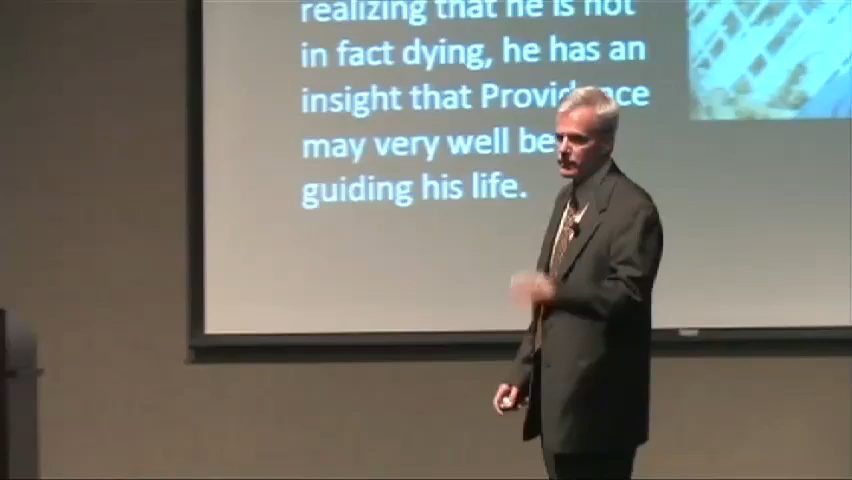 realizing that he is not
in fact dying, he has an
insight that Providence
may very well be
guiding his life.